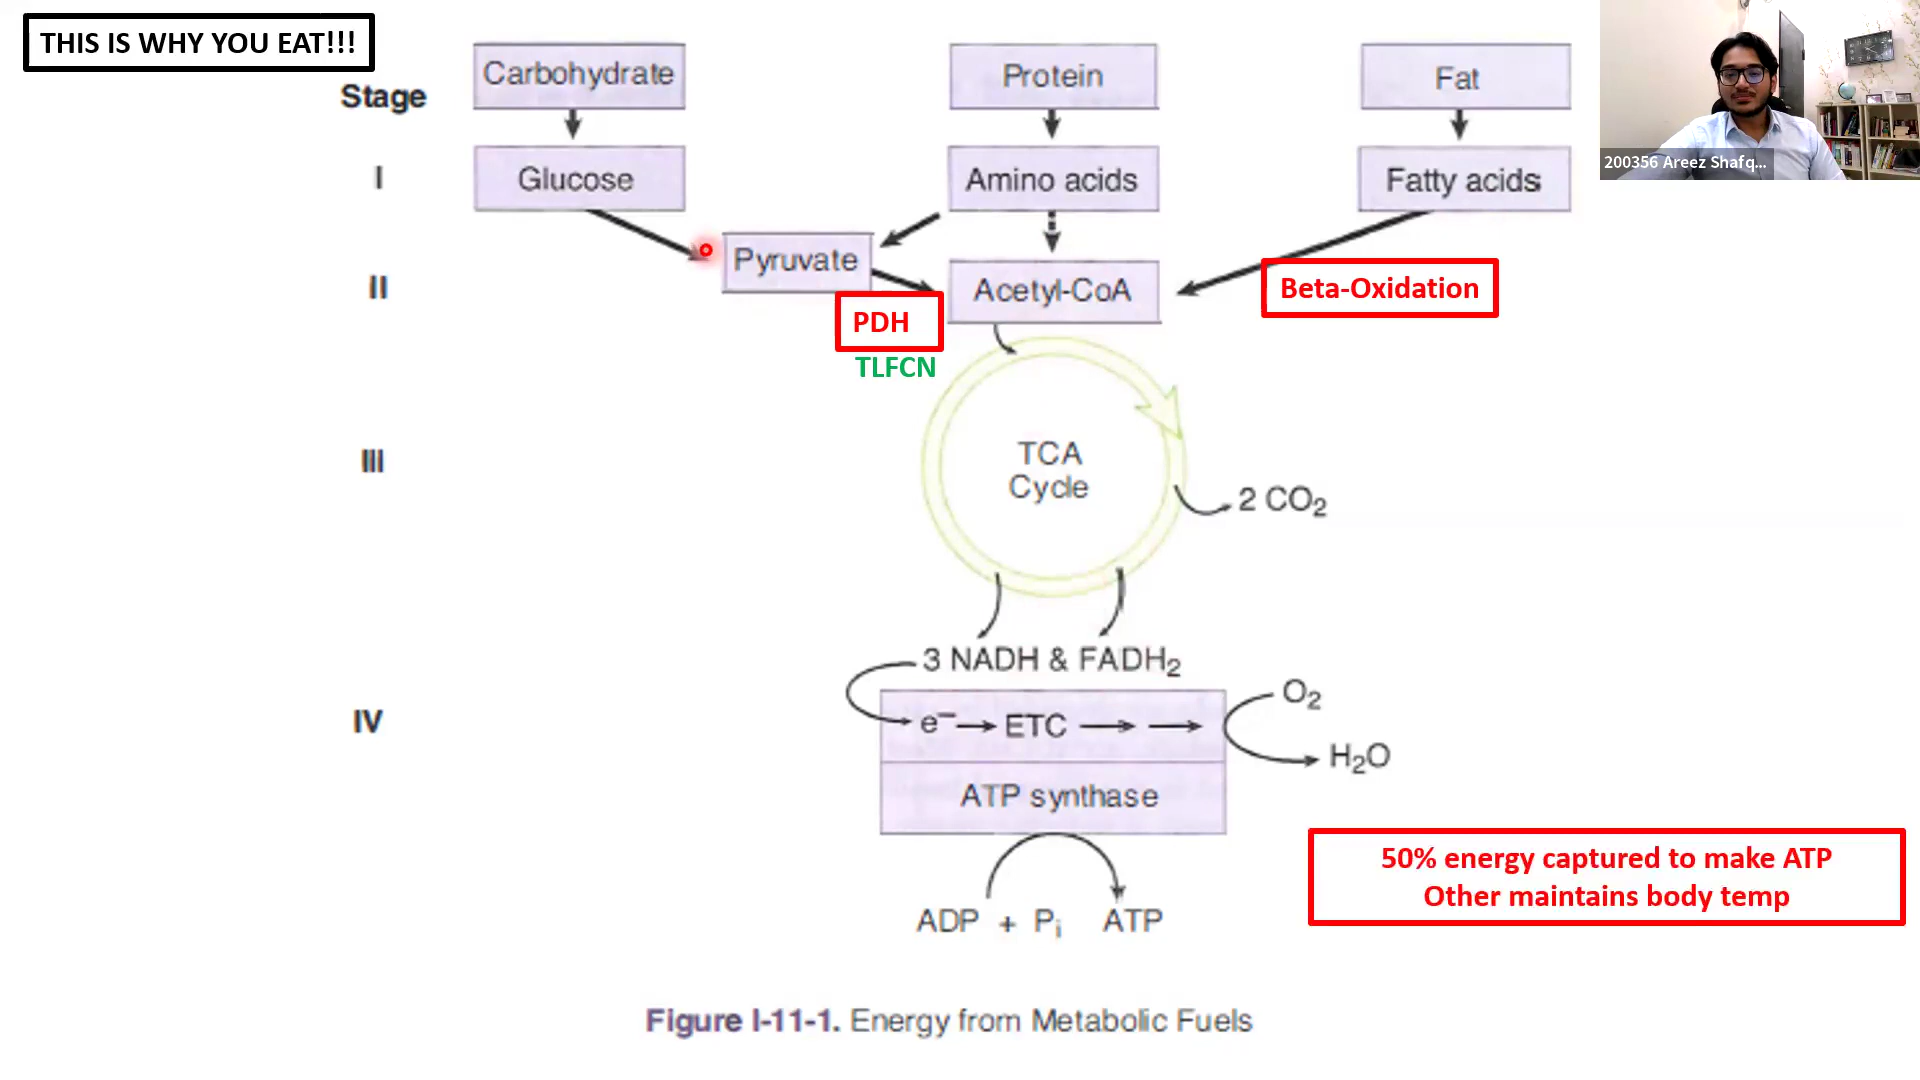 THIS IS WHY YOU EAT!!!
Stage
Carbohydrate
Protein
Fat
200356 Areez Shafq...
I
Glucose
Amino acids
Fatty acids
II
Pyruvate
Acetyl-CoA
Beta-Oxidation
PDH
TLFCN
III
TCA
Cycle
2 CO₂
3 NADH & FADH₂
IV
e⁻ → ETC → →
O₂
H₂O
ATP synthase
50% energy captured to make ATP
Other maintains body temp
ADP + Pᵢ ATP
Figure I-11-1. Energy from Metabolic Fuels